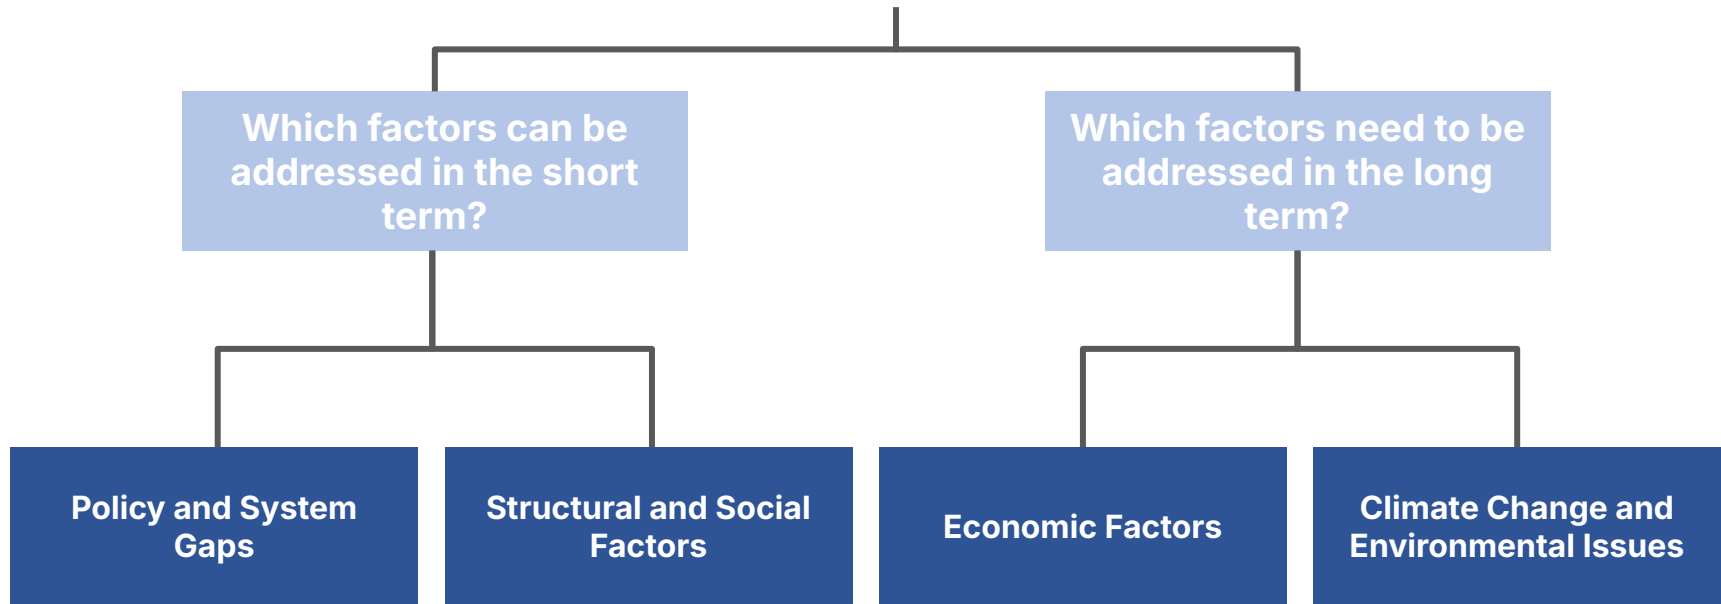 Which factors can be
addressed in the short
term?
Which factors need to be
addressed in the long
term?
Policy and System
Gaps
Structural and Social
Factors
Economic Factors
Climate Change and
Environmental Issues